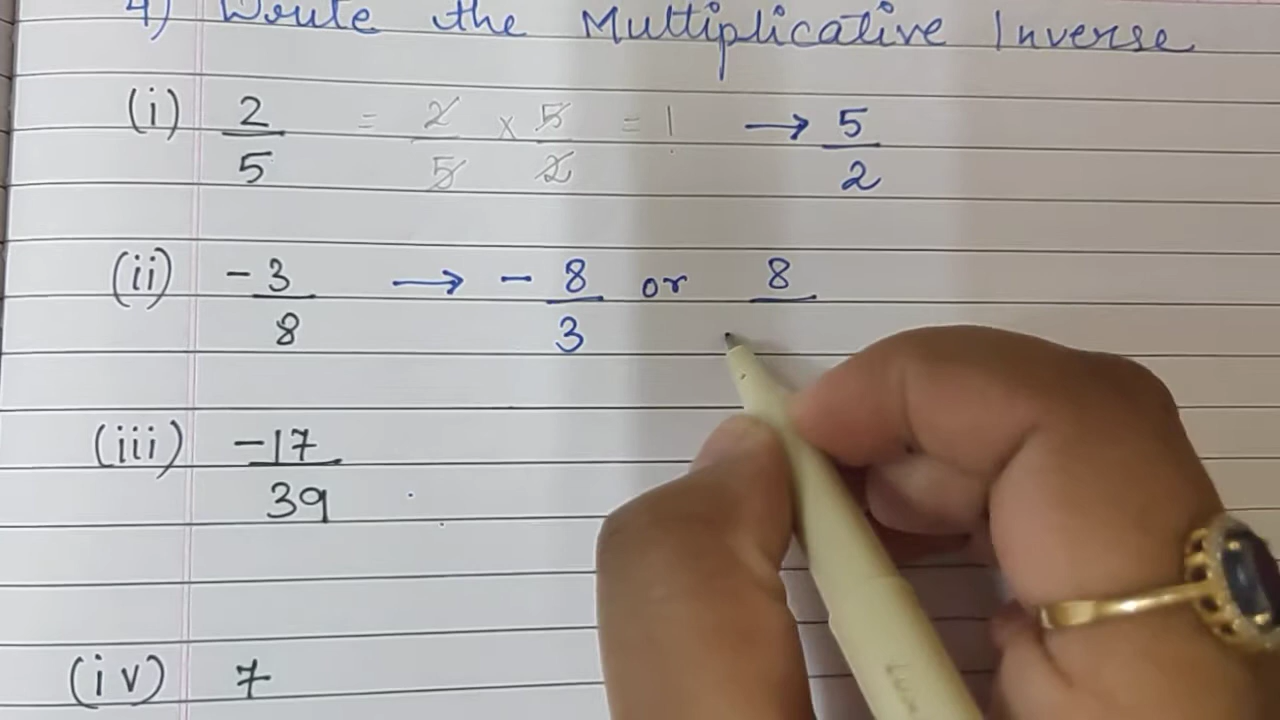 4) Write the Multiplicative Inverse
(i) 2/5 = 2/5 × 5/2 = 1 → 5/2
(ii) -3/8 → - 8/3 or 8/
(iii) -17/39
(iv) 7